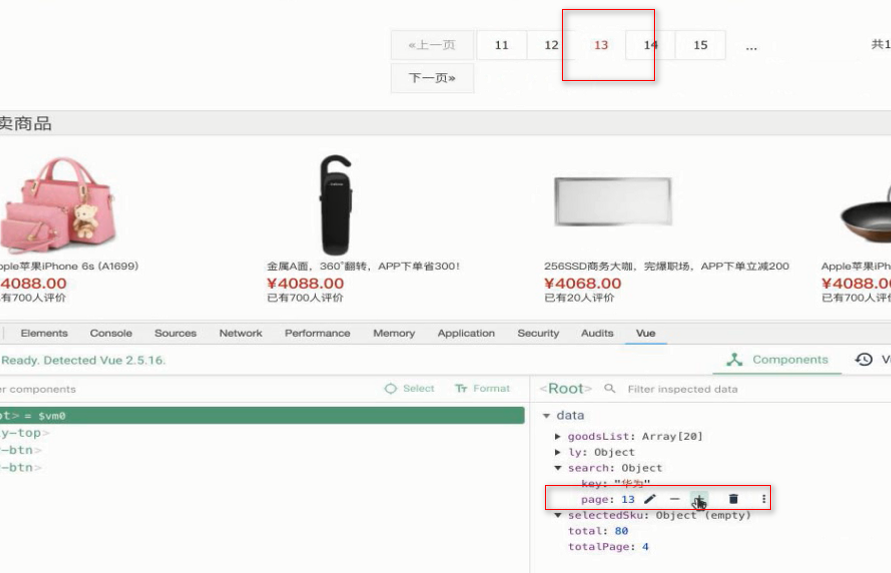 «上一页 11 12 13 14 15 ... 共1
下一页»
卖商品
pple苹果iPhone 6s (A1699)
4088.00
有700人评价
金属A面，360°翻转，APP下单省300！
¥4088.00
已有700人评价
256SSD商务大咖，完爆职场，APP下单立减200
¥4068.00
已有20人评价
Apple苹果iPh
¥4088.0
已有700人评
Elements Console Sources Network Performance Memory Application Security Audits Vue
Ready. Detected Vue 2.5.16.
Components
V
er components
Select Format
<Root> Filter inspected data
ot> = $vm0
y-top>
-btn>
-btn>
data
goodsList: Array[20]
ly: Object
search: Object
key: "华为"
page: 13
selectedSku: Object (empty)
total: 80
totalPage: 4